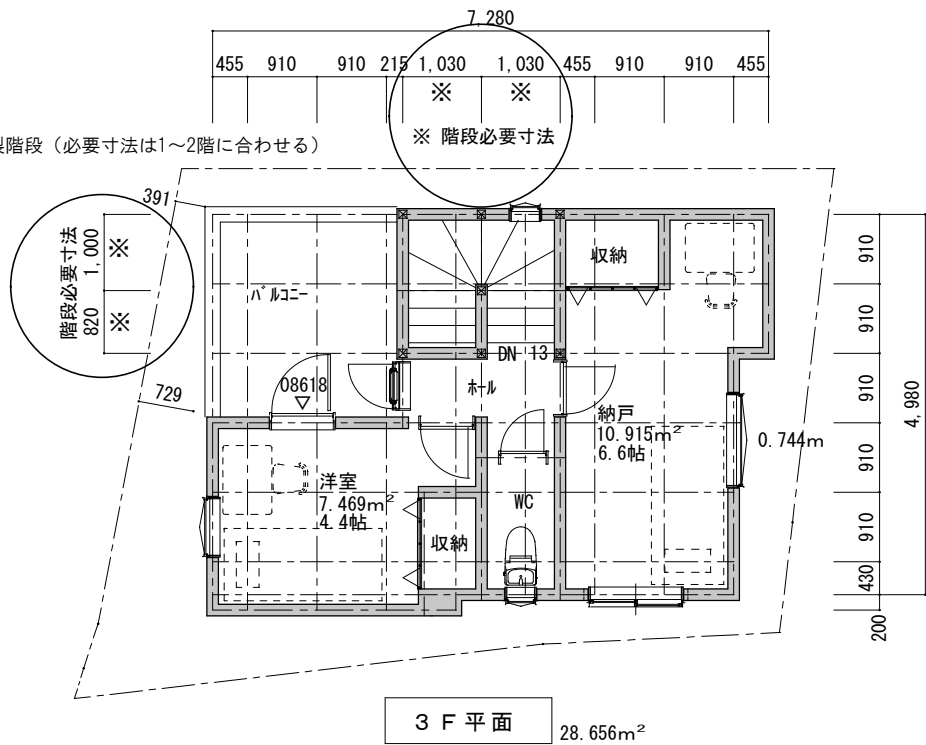 7,280
455 910 910 215 1,030 1,030 455 910 910 455
※ ※
※ 階段必要寸法
階段（必要寸法は1～2階に合わせる）
391
階段必要寸法
1,000 ※
820 ※
729
バルコニー
収納
DN 13
ホール
08618
▽
納戸
10.915m²
6.6帖
0.744m
洋室
7.469m²
4.4帖
収納
WC
910
910
910
910
910
430
200
4,980
3F平面
28.656m²